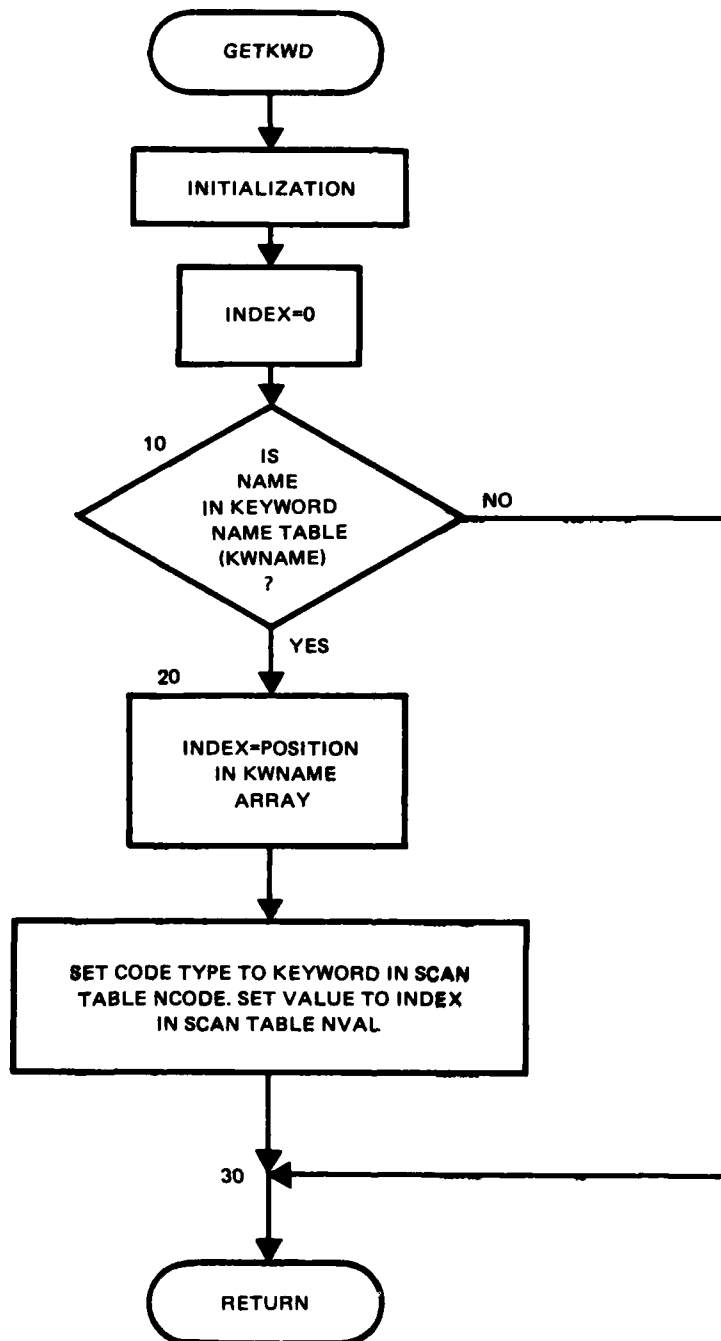 GETKWD
INITIALIZATION
INDEX=0
10
IS
NAME
IN KEYWORD
NAME TABLE
(KWNAME)
?
NO
YES
20
INDEX=POSITION
IN KWNAME
ARRAY
SET CODE TYPE TO KEYWORD IN SCAN
TABLE NCODE. SET VALUE TO INDEX
IN SCAN TABLE NVAL
30
RETURN